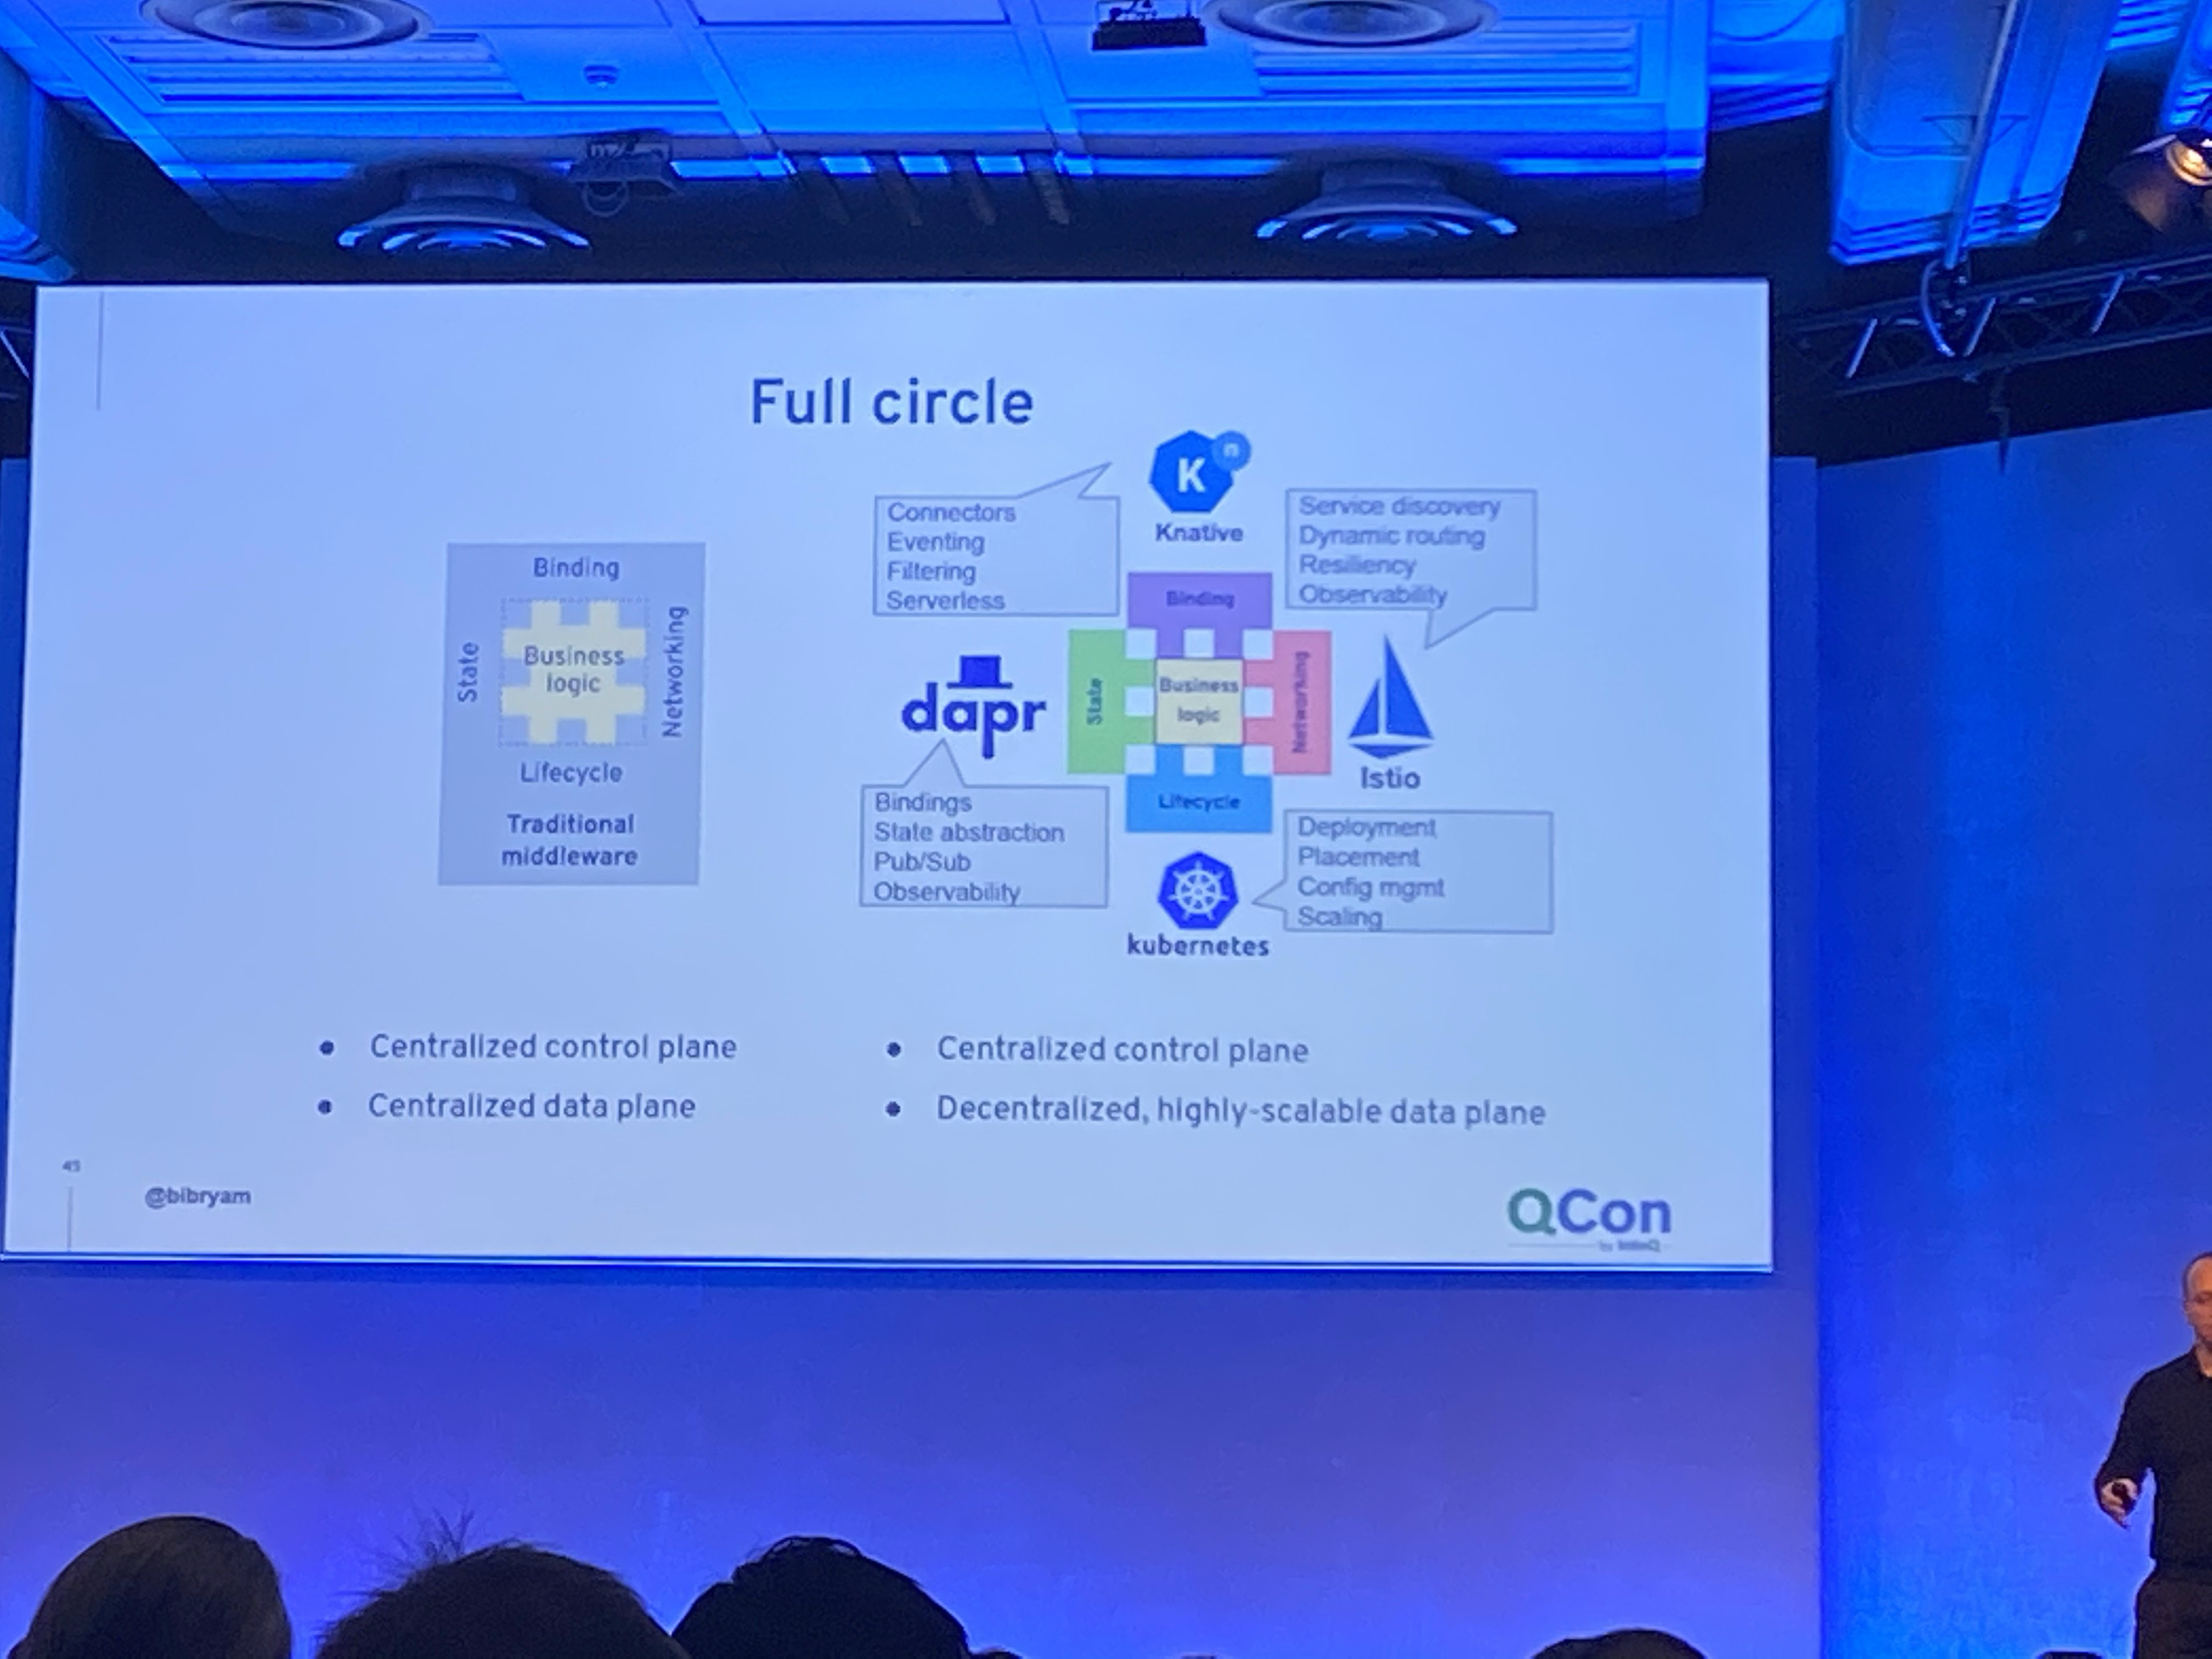 Full circle
Binding
State
Business
logic
Networking
Lifecycle
Traditional
middleware
Centralized control plane
Centralized data plane
K n
Knative
Connectors
Eventing
Filtering
Serverless
Service discovery
Dynamic routing
Resiliency
Observability
Binding
State
Business
logic
Networking
Lifecycle
dapr
Istio
Bindings
State abstraction
Pub/Sub
Observability
Deployment
Placement
Config mgmt
Scaling
kubernetes
Centralized control plane
Decentralized, highly-scalable data plane
@bibryam
QCon
by InfoQ